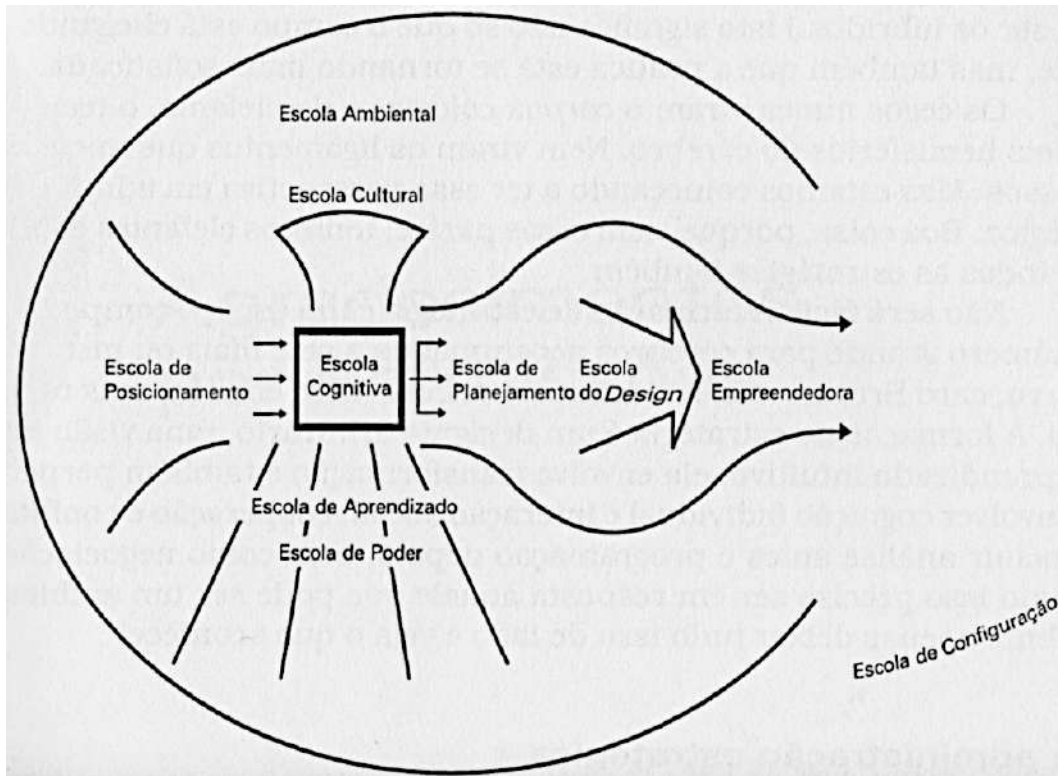 Escola Ambiental
Escola Cultural
Escola de
Posicionamento
Escola
Cognitiva
Escola de
Planejamento
Escola
do Design
Escola
Empreendedora
Escola de Aprendizado
Escola de Poder
Escola de Configuração